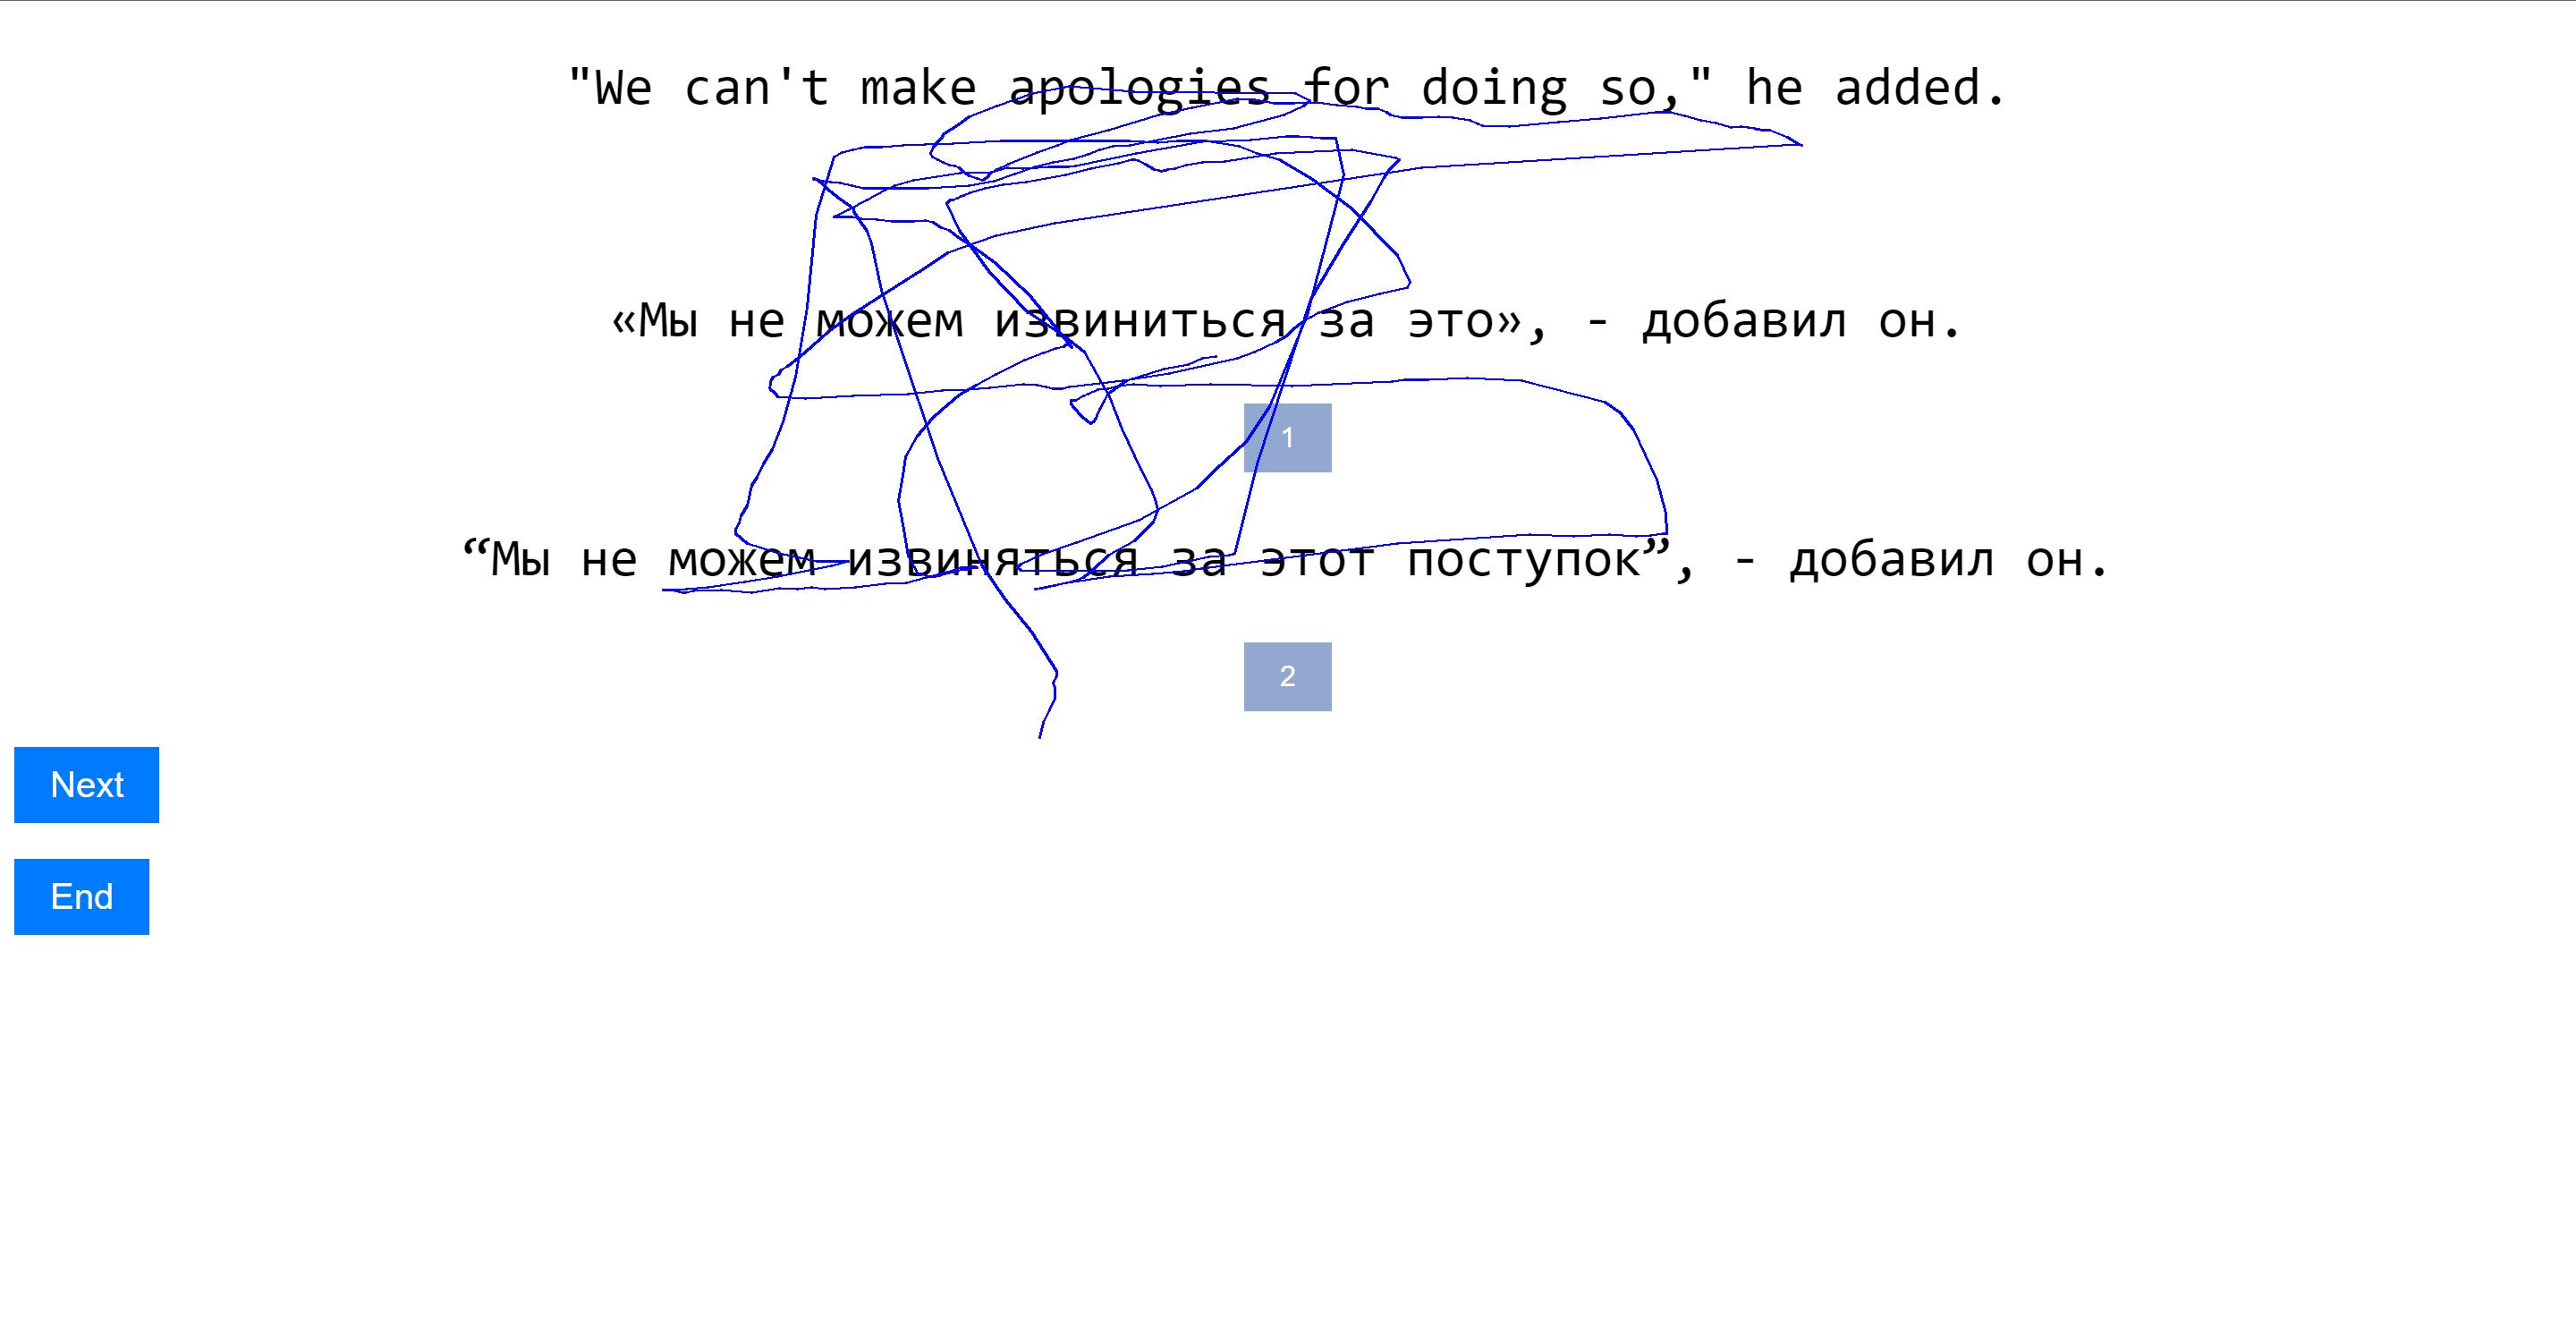 "We can't make apologies for doing so," he added.
«Мы не можем извиниться за это», - добавил он.
1
“Мы не можем извиняться за этот поступок”, - добавил он.
2
Next
End